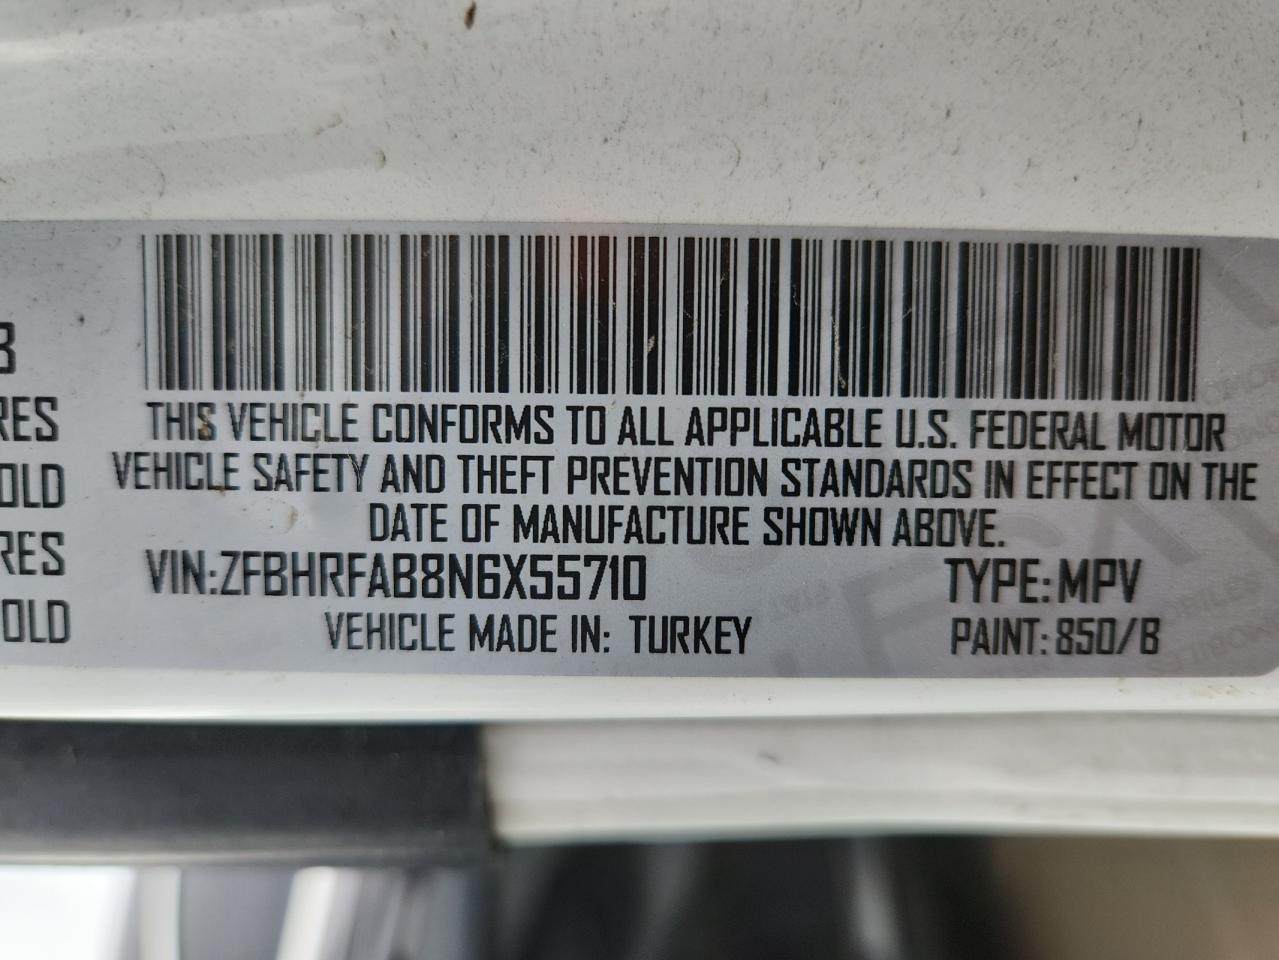 B
RES
OLD
RES
OLD
THIS VEHICLE CONFORMS TO ALL APPLICABLE U.S. FEDERAL MOTOR
VEHICLE SAFETY AND THEFT PREVENTION STANDARDS IN EFFECT ON THE
DATE OF MANUFACTURE SHOWN ABOVE.
VIN:ZFBHRFAB8N6X55710 TYPE: MPV
VEHICLE MADE IN: TURKEY PAINT: 850/B